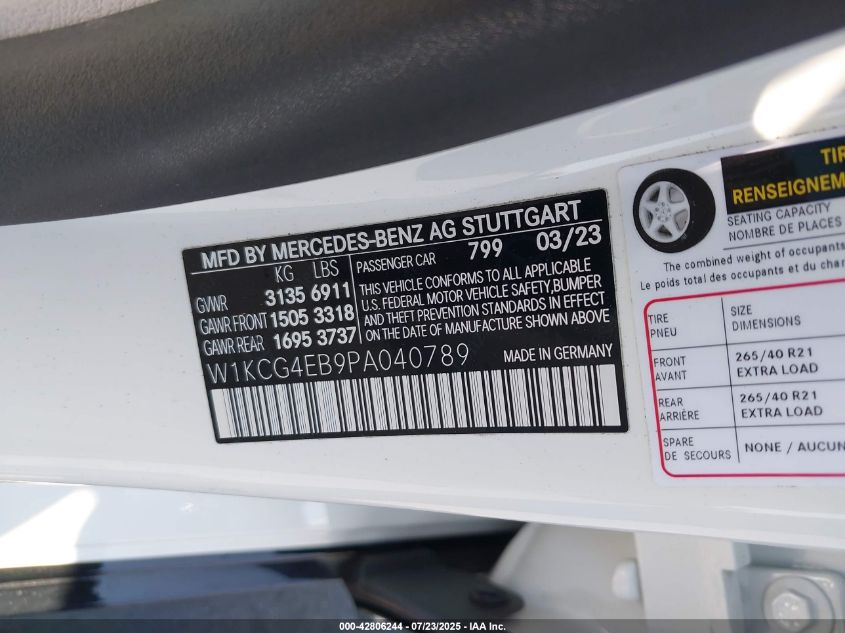 MFD BY MERCEDES-BENZ AG STUTTGART
KG LBS
GVWR 3135 6911
GAWR FRONT 1505 3318
GAWR REAR 1695 3737
PASSENGER CAR 799 03/23
THIS VEHICLE CONFORMS TO ALL APPLICABLE
U.S. FEDERAL MOTOR VEHICLE SAFETY,BUMPER
AND THEFT PREVENTION STANDARDS IN EFFECT
ON THE DATE OF MANUFACTURE SHOWN ABOVE
W1KCG4EB9PA040789 MADE IN GERMANY
TIR
RENSEIGNEM
SEATING CAPACITY
NOMBRE DE PLACES
The combined weight of occupants
Le poids total des occupants et du char
TIRE SIZE
PNEU DIMENSIONS
FRONT 265/40 R21
AVANT EXTRA LOAD
REAR 265/40 R21
ARRIÈRE EXTRA LOAD
SPARE NONE / AUCUN
DE SECOURS
000-42806244 - 07/23/2025 - IAA Inc.